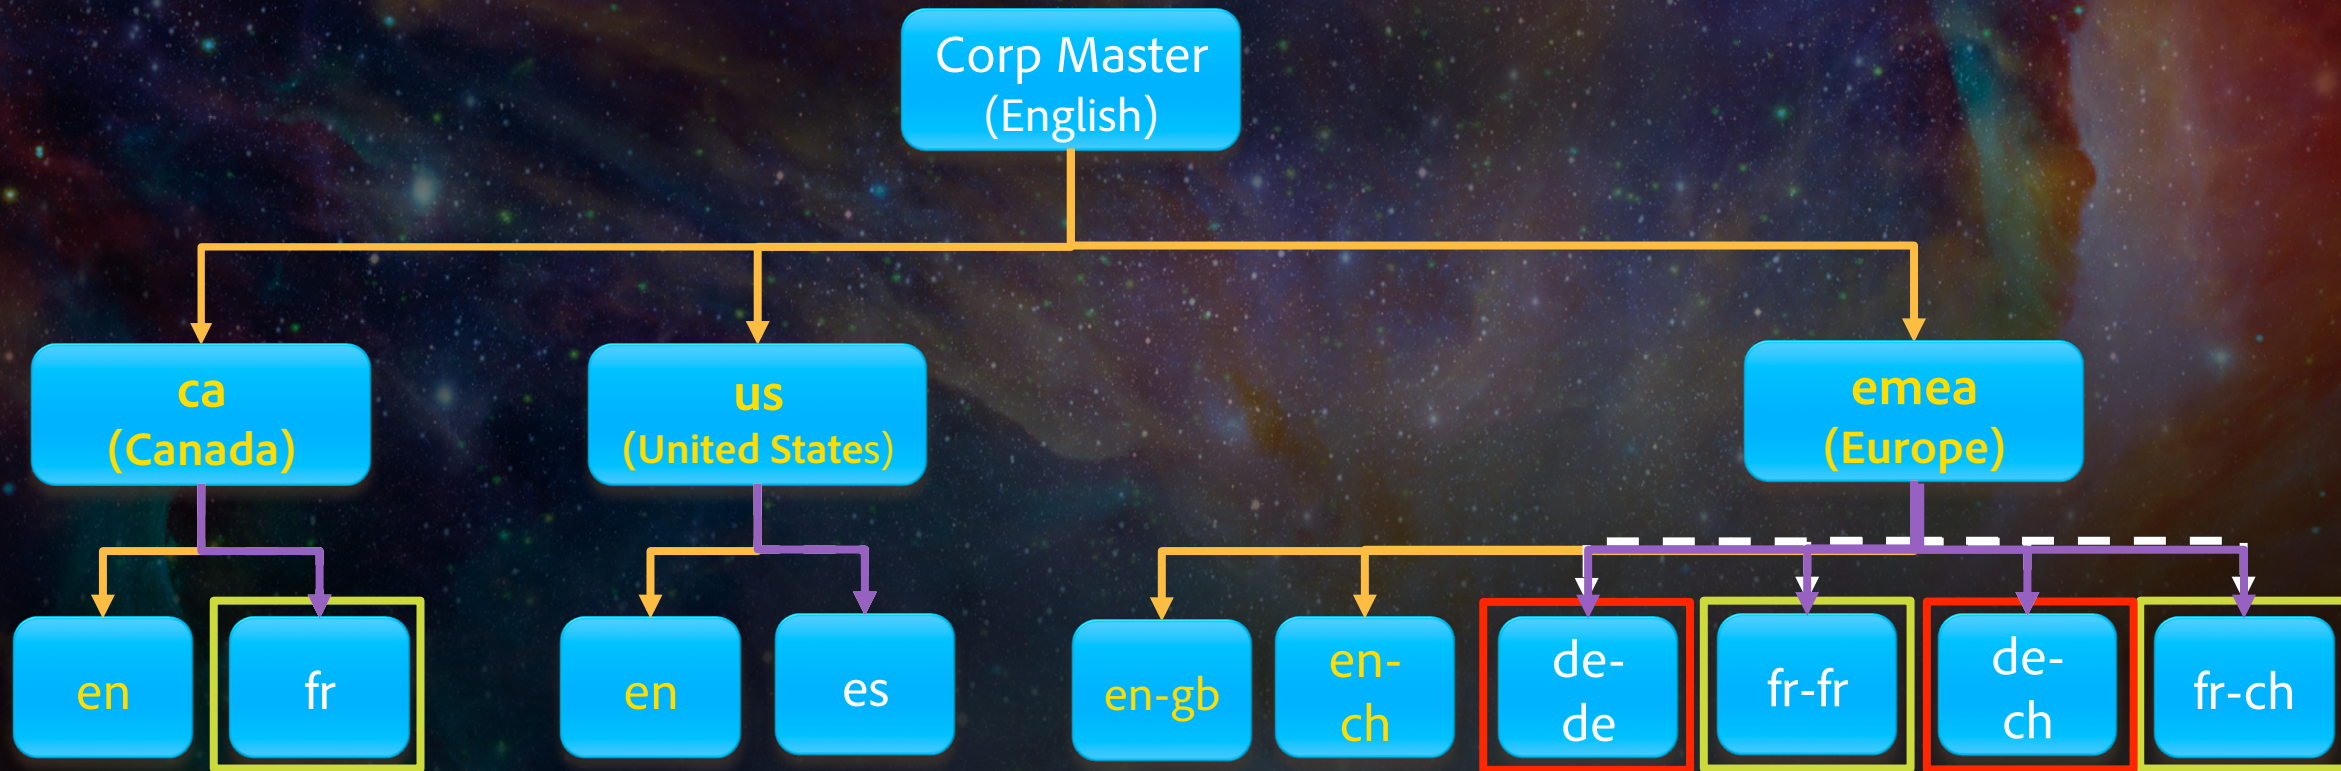 Corp Master
(English)
ca
(Canada)
us
(United States)
emea
(Europe)
en
fr
en
es
en-gb
en-
ch
de-
de
fr-fr
de-
ch
fr-ch